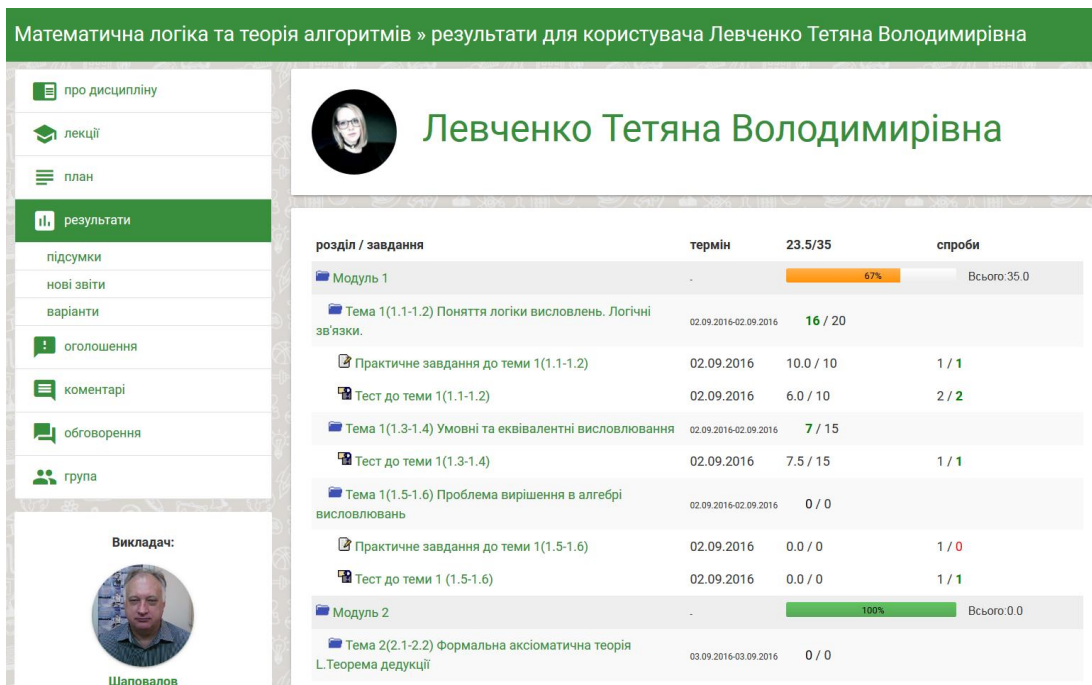 Математична логіка та теорія алгоритмів » результати для користувача Левченко Тетяна Володимирівна
про дисципліну
лекції
план
результати
підсумки
нові звіти
варіанти
оголошення
коментарі
обговорення
група
Викладач:
Шаповалов
Левченко Тетяна Володимирівна
розділ / завдання термін 23.5/35 спроби
Модуль 1 - 67% Всього:35.0
Тема 1(1.1-1.2) Поняття логіки висловлень. Логічні
зв'язки. 02.09.2016-02.09.2016 16 / 20
Практичне завдання до теми 1(1.1-1.2) 02.09.2016 10.0 / 10 1 / 1
Тест до теми 1(1.1-1.2) 02.09.2016 6.0 / 10 2 / 2
Тема 1(1.3-1.4) Умовні та еквівалентні висловлювання 02.09.2016-02.09.2016 7 / 15
Тест до теми 1(1.3-1.4) 02.09.2016 7.5 / 15 1 / 1
Тема 1(1.5-1.6) Проблема вирішення в алгебрі
висловлювань 02.09.2016-02.09.2016 0 / 0
Практичне завдання до теми 1(1.5-1.6) 02.09.2016 0.0 / 0 1 / 0
Тест до теми 1 (1.5-1.6) 02.09.2016 0.0 / 0 1 / 1
Модуль 2 - 100% Всього:0.0
Тема 2(2.1-2.2) Формальна аксіоматична теорія
L.Теорема дедукції 03.09.2016-03.09.2016 0 / 0